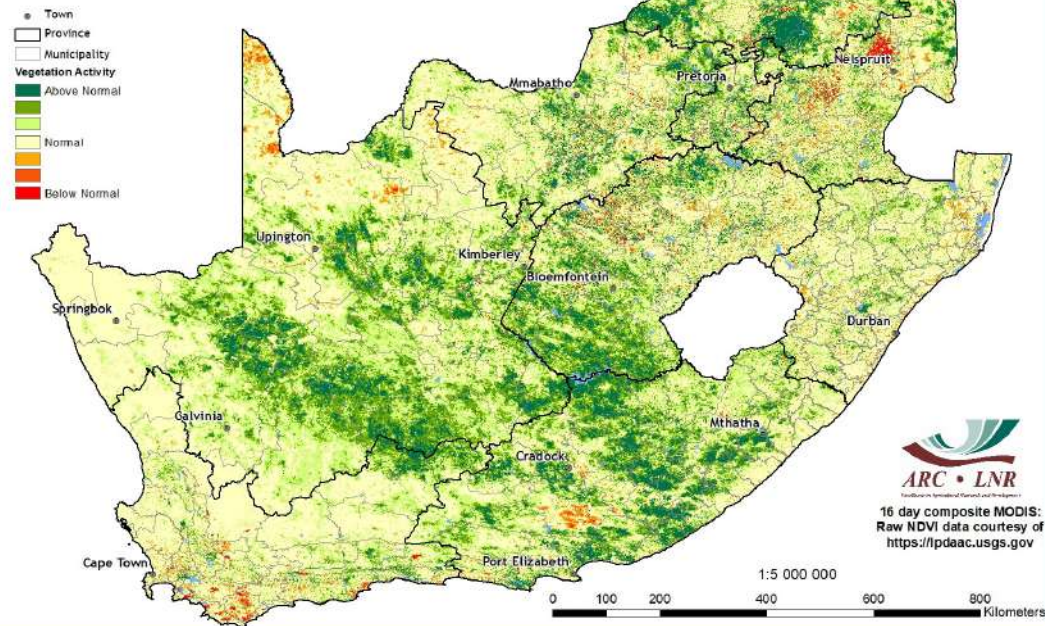 Town
Province
Municipality
Vegetation Activity
Above Normal
Normal
Below Normal
Nelspruit
Pretoria
Mmabatho
Upington
Kimberley
Bloemfontein
Springbok
Durban
Calvinia
Mthatha
Cradock
Cape Town
Port Elizabeth
ARC • LNR
16 day composite MODIS:
Raw NDVI data courtesy of
https://lpdaac.usgs.gov
1:5 000 000
0 100 200 400 600 800
Kilometers